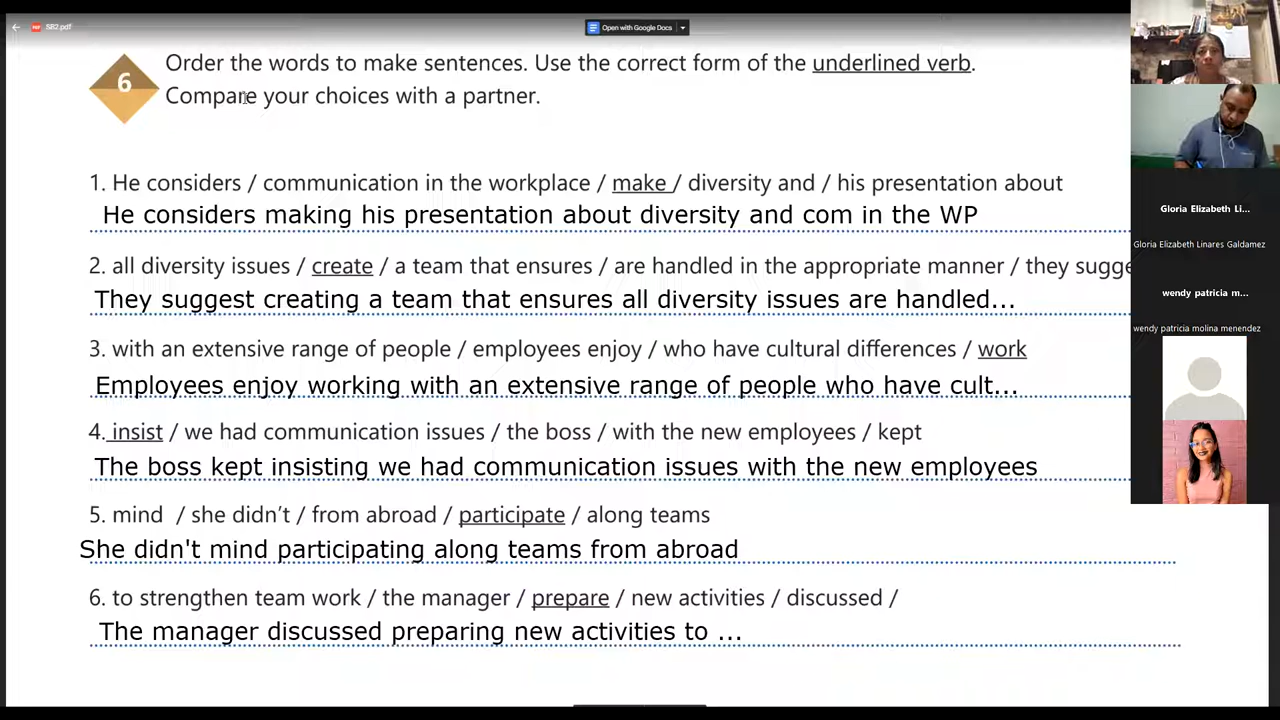 SB2.pdf
Open with Google Docs
6
Order the words to make sentences. Use the correct form of the underlined verb.
Compare your choices with a partner.
1. He considers / communication in the workplace / make / diversity and / his presentation about
He considers making his presentation about diversity and com in the WP
2. all diversity issues / create / a team that ensures / are handled in the appropriate manner / they sugge
They suggest creating a team that ensures all diversity issues are handled...
3. with an extensive range of people / employees enjoy / who have cultural differences / work
Employees enjoy working with an extensive range of people who have cult...
4. insist / we had communication issues / the boss / with the new employees / kept
The boss kept insisting we had communication issues with the new employees
5. mind / she didn't / from abroad / participate / along teams
She didn't mind participating along teams from abroad
6. to strengthen team work / the manager / prepare / new activities / discussed /
The manager discussed preparing new activities to ...
Gloria Elizabeth Li...
Gloria Elizabeth Linares Galdamez
wendy patricia m...
wendy patricia molina menendez